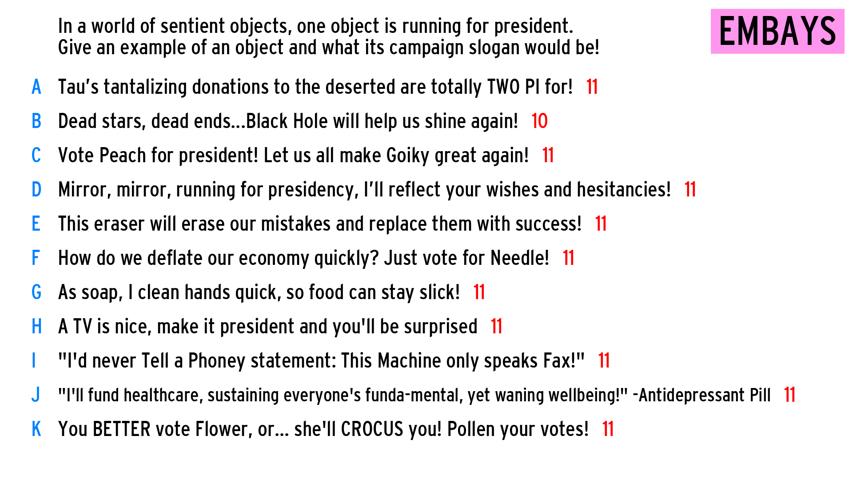 In a world of sentient objects, one object is running for president.
Give an example of an object and what its campaign slogan would be!
EMBAYS
A Tau's tantalizing donations to the deserted are totally TWO PI for! 11
B Dead stars, dead ends...Black Hole will help us shine again! 10
C Vote Peach for president! Let us all make Goiky great again! 11
D Mirror, mirror, running for presidency, I'll reflect your wishes and hesitancies! 11
E This eraser will erase our mistakes and replace them with success! 11
F How do we deflate our economy quickly? Just vote for Needle! 11
G As soap, I clean hands quick, so food can stay slick! 11
H A TV is nice, make it president and you'll be surprised 11
I "I'd never Tell a Phoney statement: This Machine only speaks Fax!" 11
J "I'll fund healthcare, sustaining everyone's funda-mental, yet waning wellbeing!" -Antidepressant Pill 11
K You BETTER vote Flower, or... she'll CROCUS you! Pollen your votes! 11